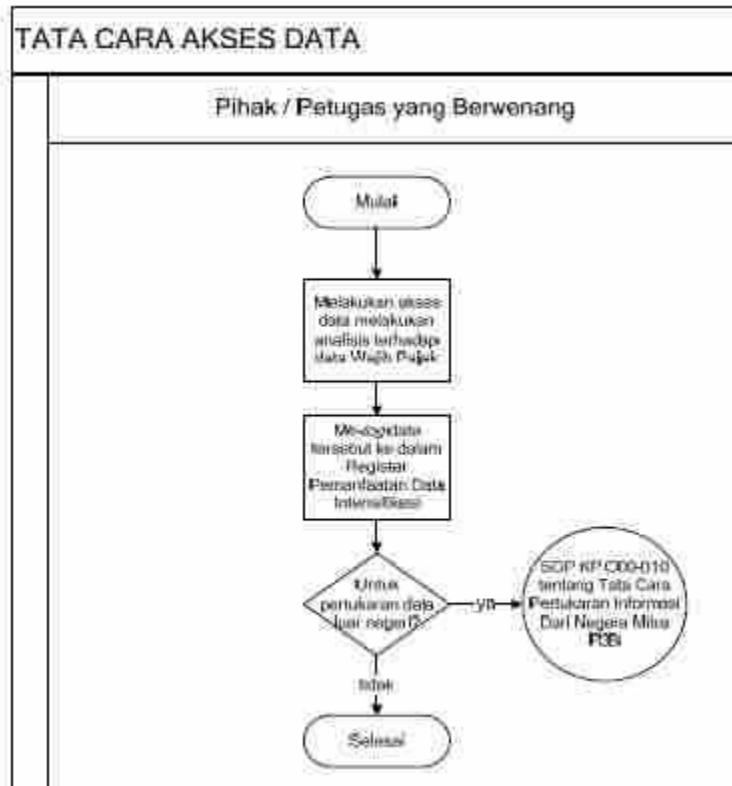 TATA CARA AKSES DATA
Pihak / Petugas yang Berwenang
Mulai
Melakukan akses
data melakukan
analisis terhadap
data Wajib Pajak
Me-log data
tersebut ke dalam
Register
Pemanfaatan Data
Intensifikasi
Untuk
pertukaran data
luar negeri?
ya
SOP
tentang Tata Cara
Pertukaran Informasi
Dari Negara Mitra
P3B
tidak
Selesai